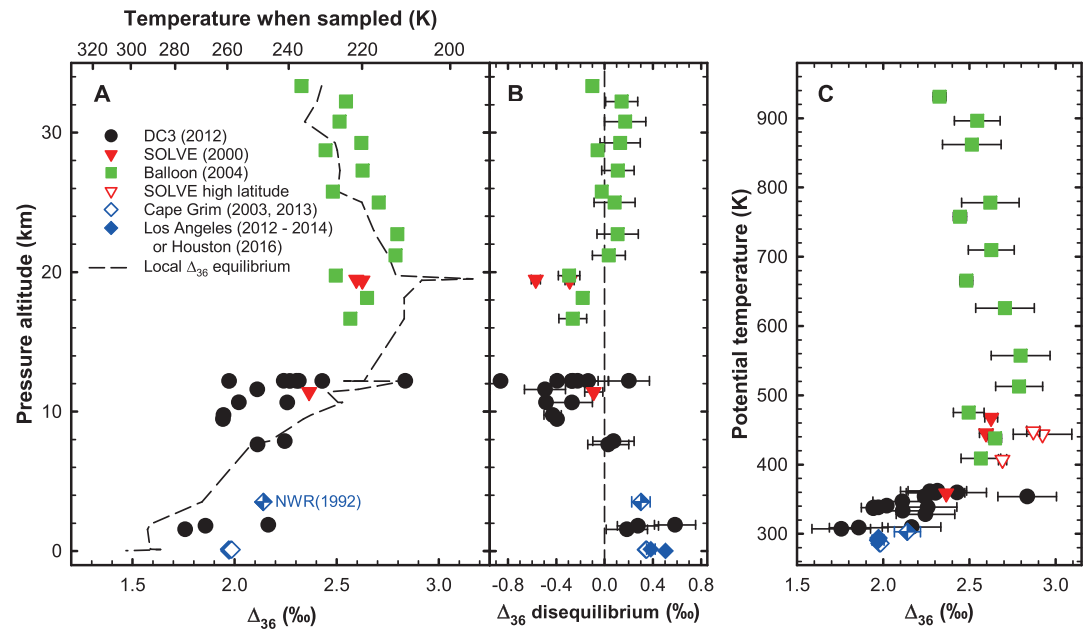 Temperature when sampled (K)
320 300 280 260 240 220 200
A
B
C
Pressure altitude (km)
30
20
10
0
DC3 (2012)
SOLVE (2000)
Balloon (2004)
SOLVE high latitude
Cape Grim (2003, 2013)
Los Angeles (2012 - 2014)
or Houston (2016)
Local Δ36 equilibrium
NWR(1992)
1.5 2.0 2.5 3.0
Δ36 (‰)
-0.8 -0.4 0.0 0.4 0.8
Δ36 disequilibrium (‰)
Potential temperature (K)
900
800
700
600
500
400
300
1.5 2.0 2.5 3.0
Δ36 (‰)